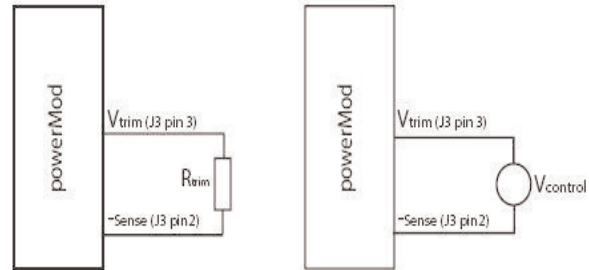 powerMod
Vtrim (J3 pin 3)
Rtrim
-Sense (J3 pin2)
powerMod
Vtrim (J3 pin 3)
Vcontrol
-Sense (J3 pin2)